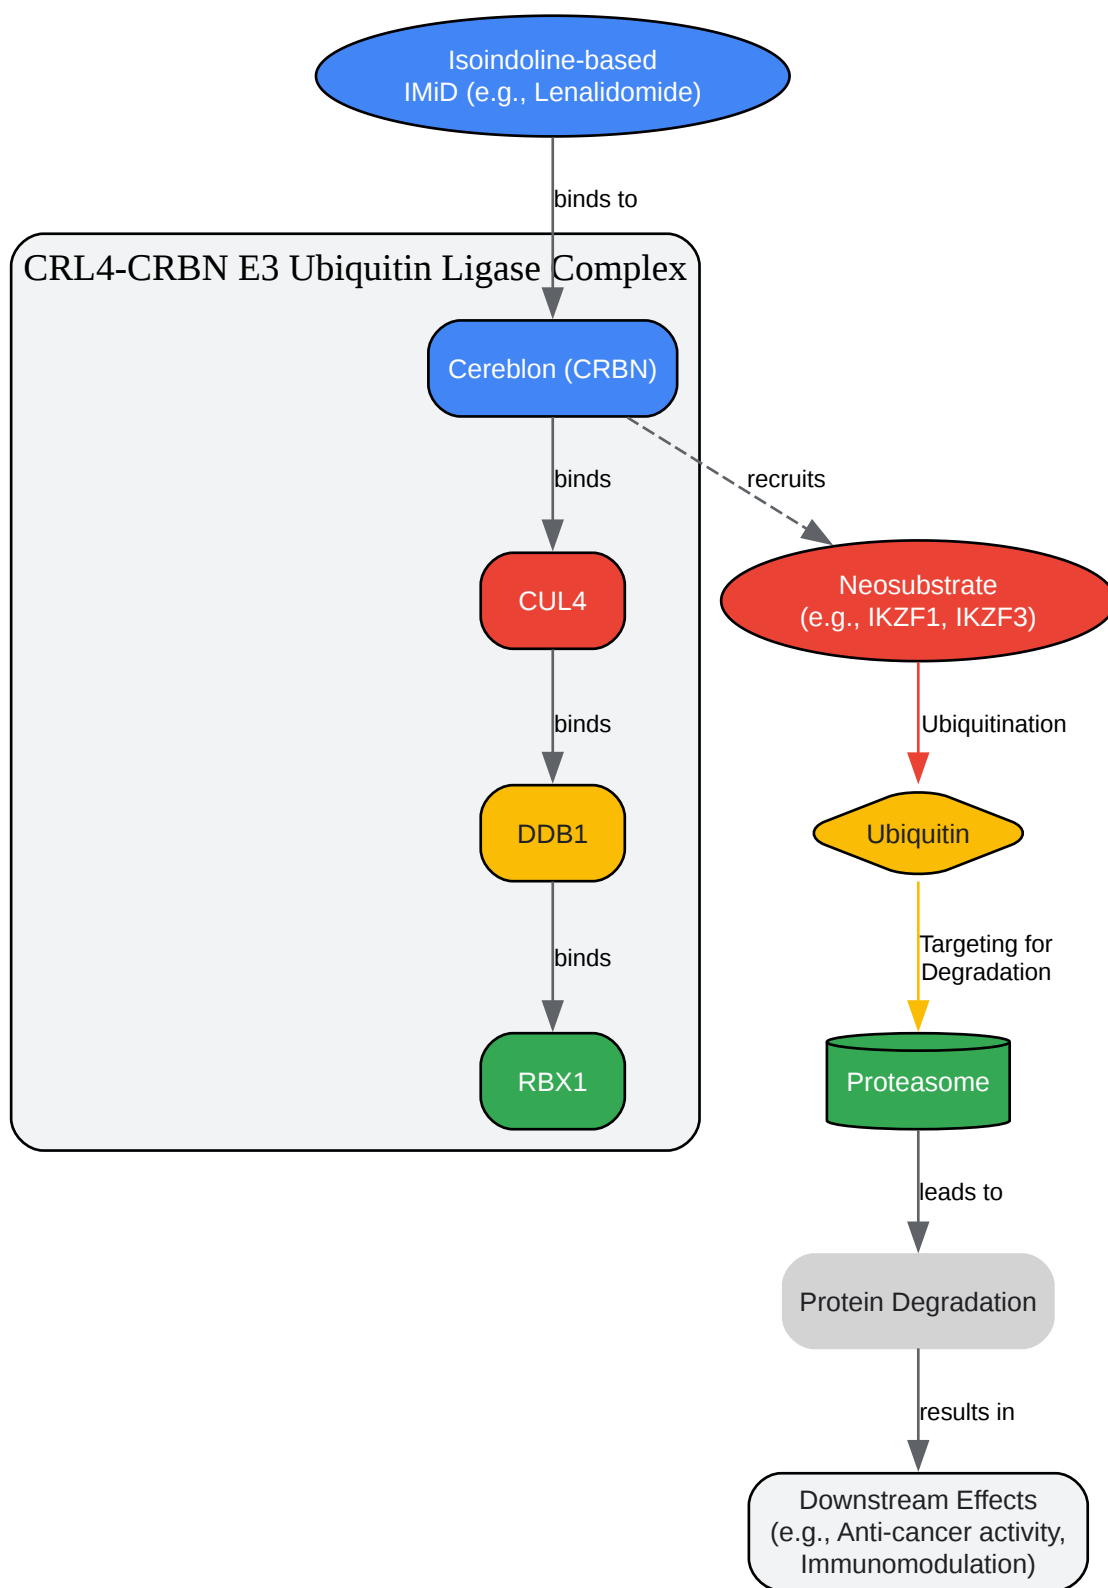 Isoindoline-based
IMiD (e.g., Lenalidomide)
binds to
CRL4-CRBN E3 Ubiquitin Ligase Complex
Cereblon (CRBN)
binds
recruits
CUL4
Neosubstrate
(e.g., IKZF1, IKZF3)
binds
Ubiquitination
DDB1
Ubiquitin
binds
Targeting for
Degradation
RBX1
Proteasome
leads to
Protein Degradation
results in
Downstream Effects
(e.g., Anti-cancer activity,
Immunomodulation)